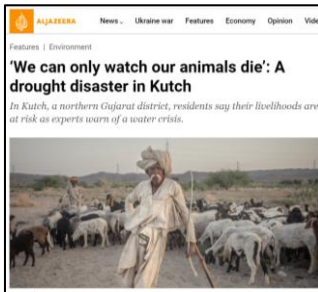 ALJAZEERA News Ukraine war Features Economy Opinion Vide
Features | Environment
‘We can only watch our animals die’: A
drought disaster in Kutch
In Kutch, a northern Gujarat district, residents say their livelihoods are
at risk as experts warn of a water crisis.